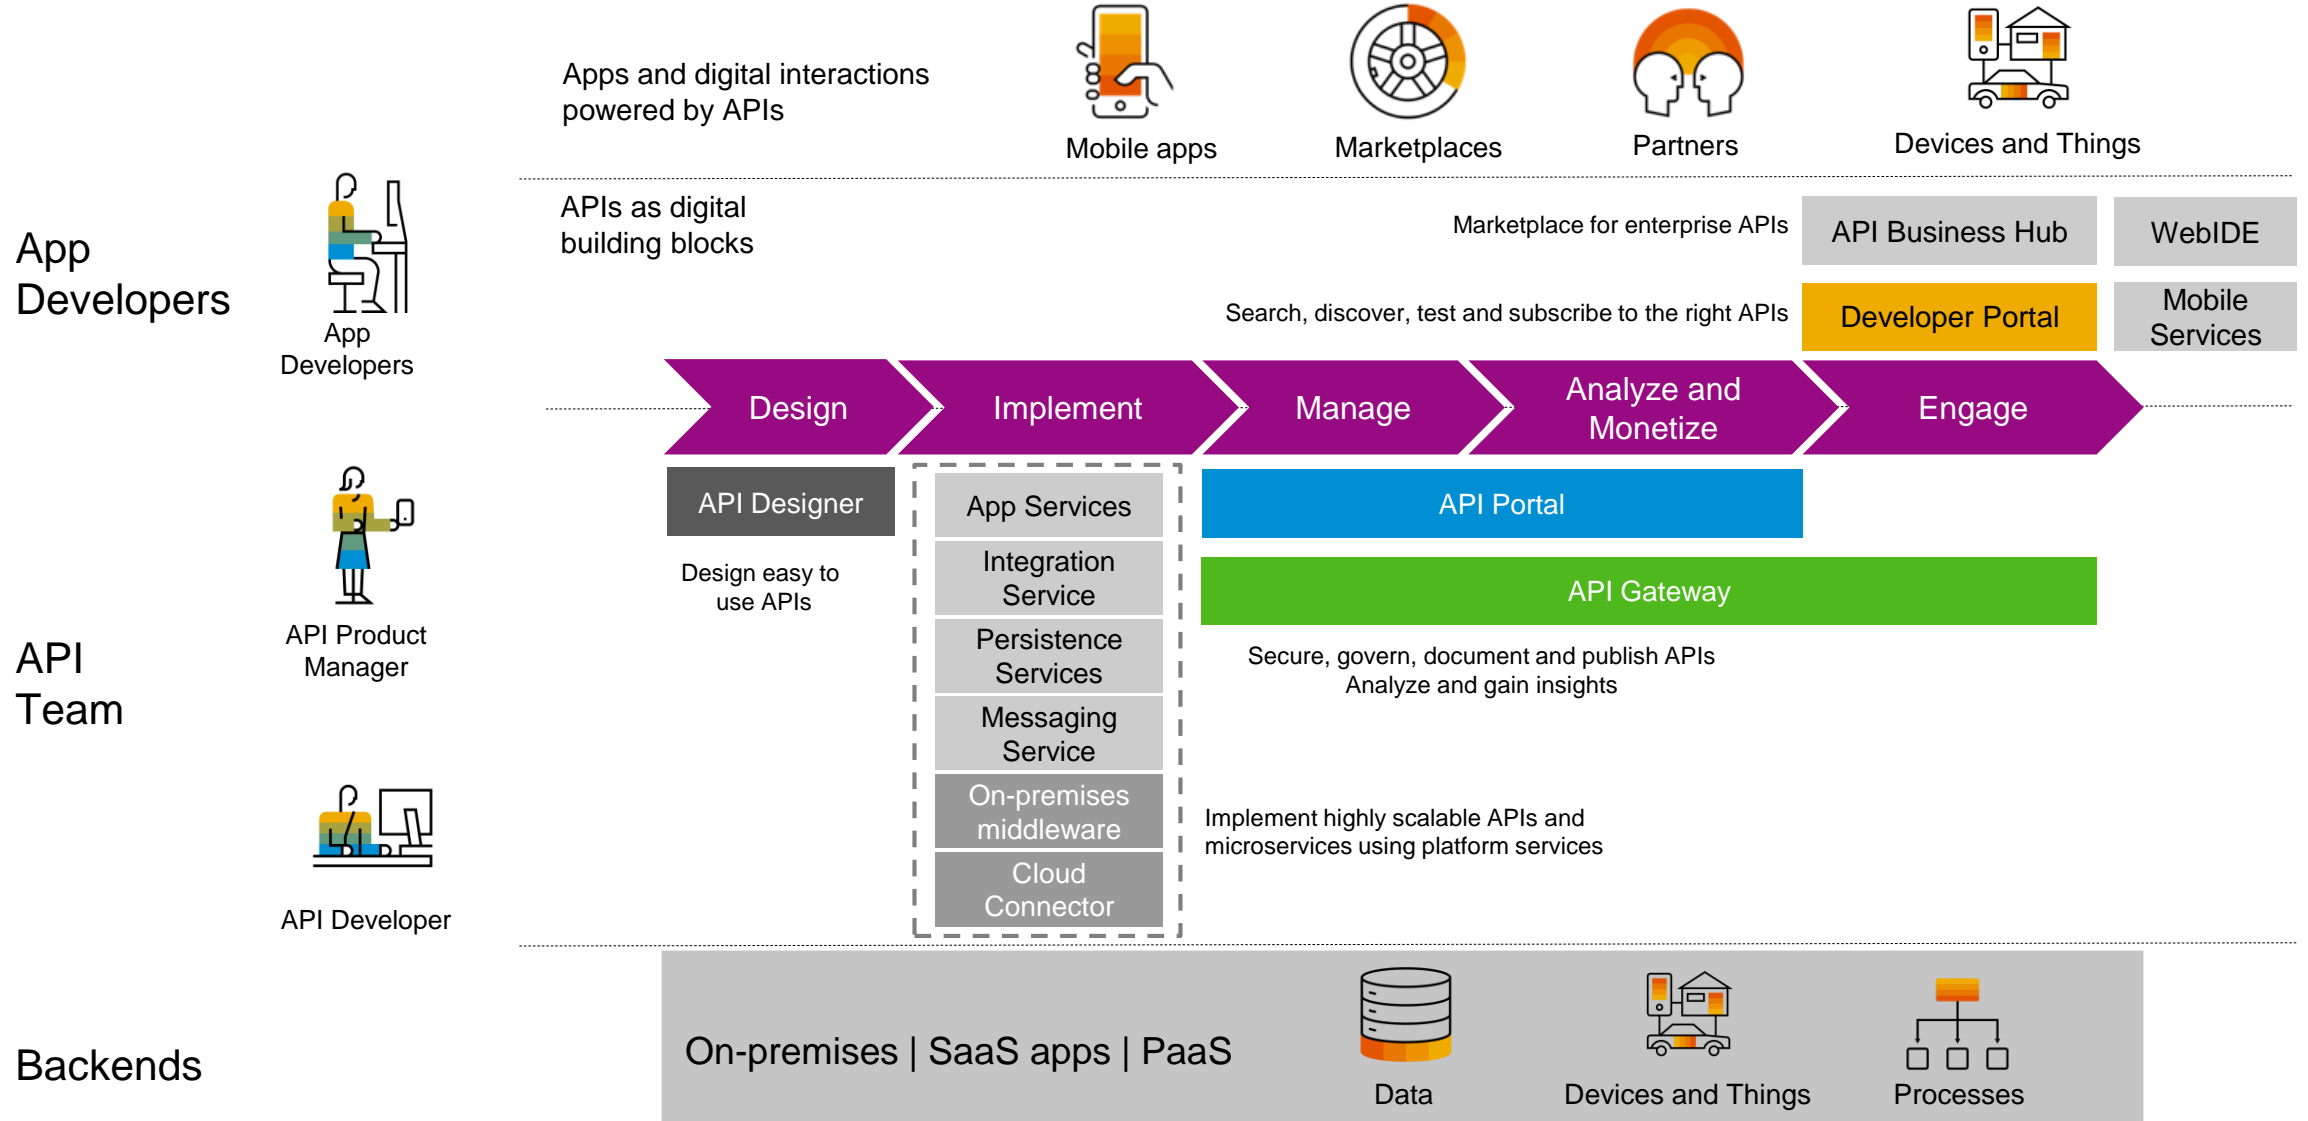 Apps and digital interactions
powered by APIs
Mobile apps
Marketplaces
Partners
Devices and Things
App
Developers
App
Developers
APIs as digital
building blocks
Marketplace for enterprise APIs
API Business Hub
WebIDE
Search, discover, test and subscribe to the right APIs
Developer Portal
Mobile
Services
Design
Implement
Manage
Analyze and
Monetize
Engage
API
Team
API Product
Manager
API Developer
API Designer
Design easy to
use APIs
App Services
Integration
Service
Persistence
Services
Messaging
Service
On-premises
middleware
Cloud
Connector
API Portal
API Gateway
Secure, govern, document and publish APIs
Analyze and gain insights
Implement highly scalable APIs and
microservices using platform services
Backends
On-premises | SaaS apps | PaaS
Data
Devices and Things
Processes